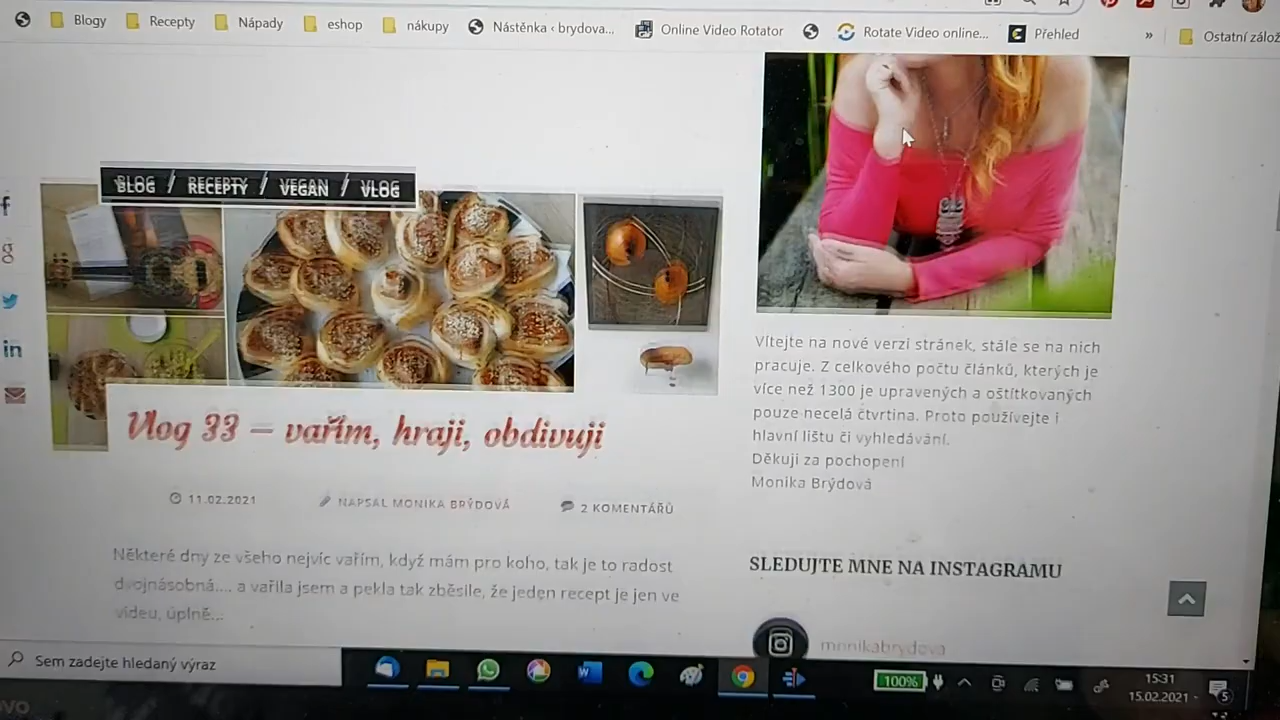 Blogy Recepty Nápady eshop nákupy Nástěnka ‹ brydova... Online Video Rotator Rotate Video online... Přehled » Ostatní zálož
BLOG / RECEPTY / VEGAN / VLOG
Vlog 33 – vařím, hraji, obdivuji
11.02.2021 NAPSAL MONIKA BRÝDOVÁ 2 KOMENTÁŘŮ
Některé dny ze všeho nejvíc vařím, když mám pro koho, tak je to radost
dvojnásobná.... a vařila jsem a pekla tak zběsile, že jeden recept je jen ve
videu, úplně...
Vítejte na nové verzi stránek, stále se na nich
pracuje. Z celkového počtu článků, kterých je
více než 1300 je upravených a oštítkovaných
pouze necelá čtvrtina. Proto používejte i
hlavní lištu či vyhledávání.
Děkuji za pochopení
Monika Brýdová
SLEDUJTE MNE NA INSTAGRAMU
monikabrydova
Sem zadejte hledaný výraz
100%
15:31
15.02.2021
5